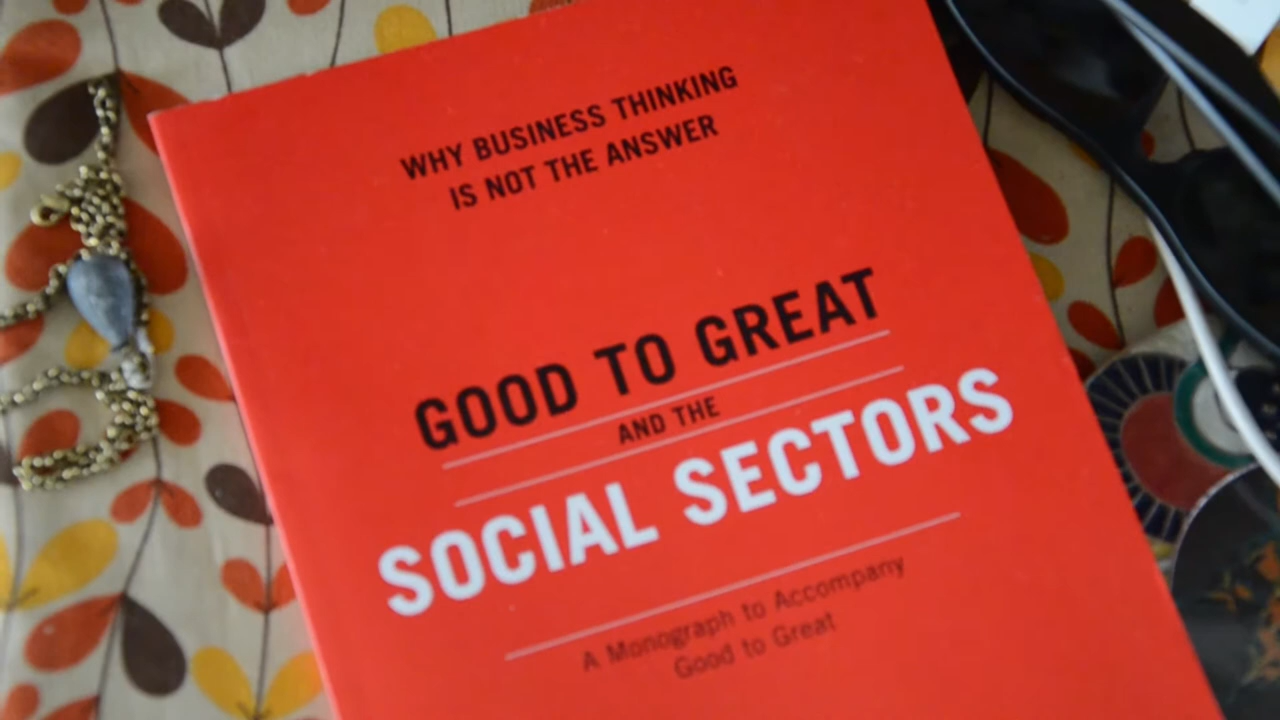 WHY BUSINESS THINKING
IS NOT THE ANSWER
GOOD TO GREAT
AND THE
SOCIAL SECTORS
A Monograph to Accompany
Good to Great